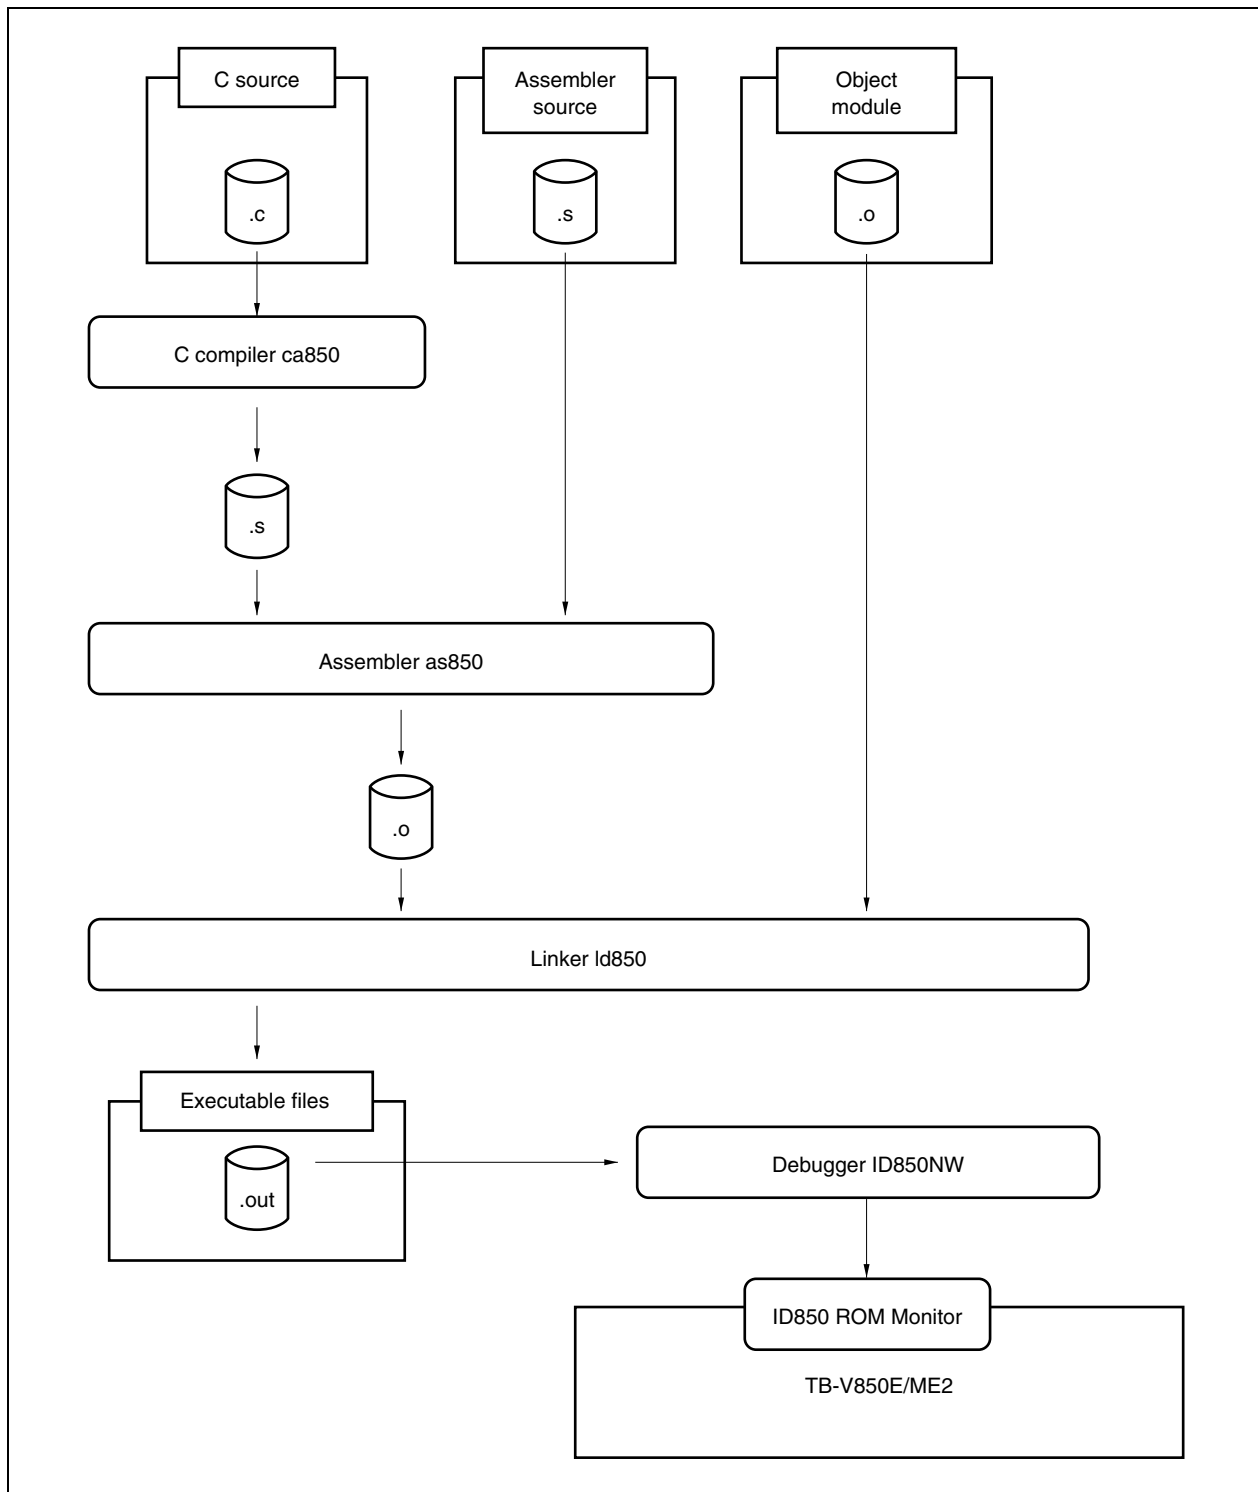 C source
Assembler
source
Object
module
.c
.s
.o
C compiler ca850
.s
Assembler as850
.o
Linker ld850
Executable files
.out
Debugger ID850NW
ID850 ROM Monitor
TB-V850E/ME2